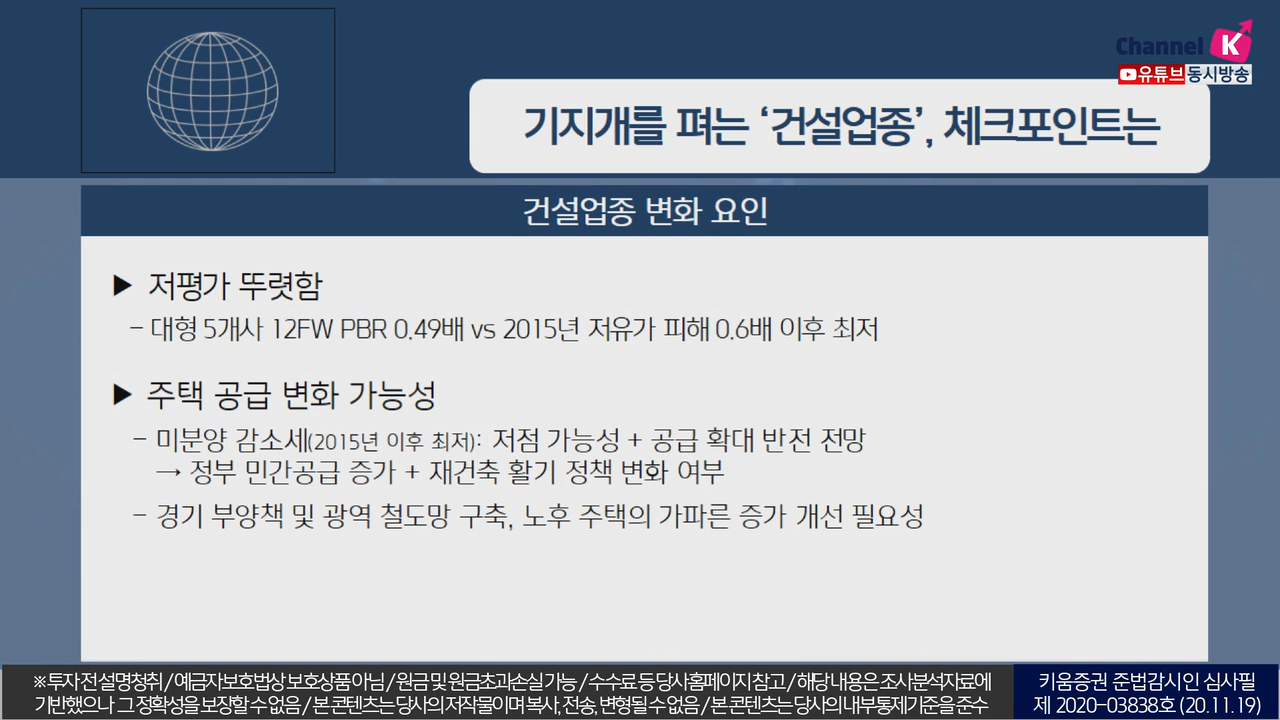 Channel K
유튜브 동시방송
기지개를 펴는 ‘건설업종’, 체크포인트는
건설업종 변화 요인
▶ 저평가 뚜렷함
– 대형 5개사 12FW PBR 0.49배 vs 2015년 저유가 피해 0.6배 이후 최저
▶ 주택 공급 변화 가능성
– 미분양 감소세(2015년 이후 최저): 저점 가능성 + 공급 확대 반전 전망
→ 정부 민간공급 증가 + 재건축 활기 정책 변화 여부
– 경기 부양책 및 광역 철도망 구축, 노후 주택의 가파른 증가 개선 필요성
※ 투자 전 설명청취 / 예금자보호법상 보호상품 아님 / 원금 및 원금초과손실 가능 / 수수료 등 당사홈페이지 참고 / 해당 내용은 조사분석자료에
기반했으나 그 정확성을 보장할 수 없음 / 본 콘텐츠는 당사의 저작물이며 복사, 전송, 변형될 수 없음 / 본 콘텐츠는 당사의 내부통제기준을 준수
키움증권 준법감시인 심사필
제 2020-03838호 (20.11.19)